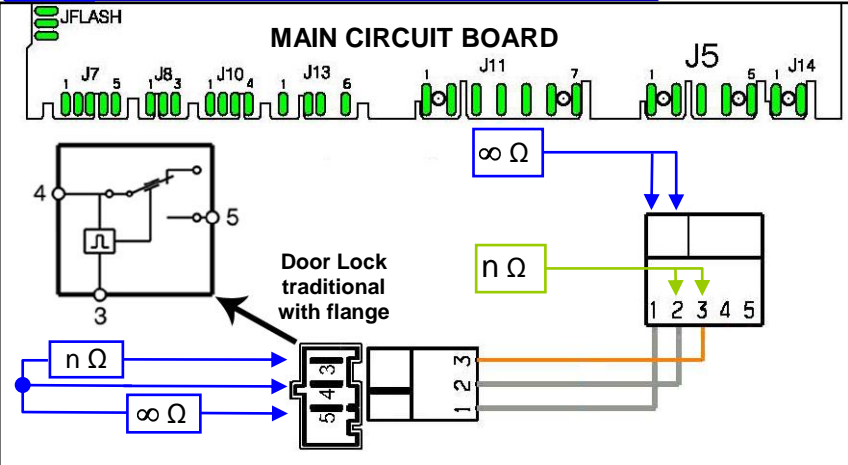 JFLASH
MAIN CIRCUIT BOARD
J7 J8 J10 J13 J11 J5 J14
1 5 1 3 1 4 1 6 1 7 1 5 1
∞ Ω
4
5
3
n Ω
Door Lock
traditional
with flange
1 2 3 4 5
n Ω
∞ Ω
3
4
5
3
2
1